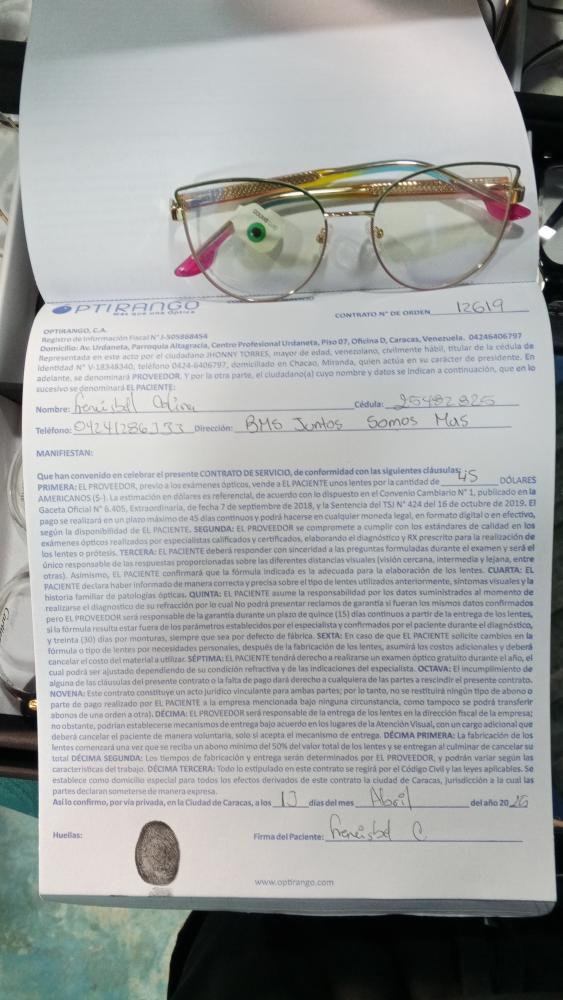 OPTIRANGO
CONTRATO N° DE ORDEN 12619
OPTIRANGO, C.A.
Registro de Información Fiscal N° J-505888454
Domicilio: Av. Urdaneta, Parroquia Altagracia, Centro Profesional Urdaneta, Piso 07, Oficina D, Caracas, Venezuela. 04246406797
Representada en este acto por el ciudadano JHONNY TORRES, mayor de edad, venezolano, civilmente hábil, titular de la cédula de
identidad N° V-18348340, teléfono 0424-6406797, domiciliado en Chacao, Miranda, quien actúa en su carácter de presidente. En
adelante, se denominará PROVEEDOR. Y por la otra parte, el ciudadano(a) cuyo nombre y datos se indican a continuación, que en lo
sucesivo se denominará EL PACIENTE:
Nombre: Cédula: 25492825
Teléfono: 04241286133 Dirección: BMS Juntos Somos Mas
MANIFIESTAN:
Que han convenido en celebrar el presente CONTRATO DE SERVICIO, de conformidad con las siguientes cláusulas:
PRIMERA: EL PROVEEDOR, previo a los exámenes ópticos, vende a EL PACIENTE unos lentes por la cantidad de 45 DÓLARES
AMERICANOS ($-). La estimación en dólares es referencial, de acuerdo con lo dispuesto en el Convenio Cambiario N° 1, publicado en la
Gaceta Oficial N° 6.405, Extraordinaria, de fecha 7 de septiembre de 2018, y la Sentencia del TSJ N° 424 del 16 de octubre de 2019. El
pago se realizará en un plazo máximo de 45 días continuos y podrá hacerse en cualquier moneda legal, en formato digital o en efectivo,
según la disponibilidad de EL PACIENTE. SEGUNDA: EL PROVEEDOR se compromete a cumplir con los estándares de calidad en los
exámenes ópticos realizados por especialistas calificados y certificados, elaborando el diagnóstico y RX prescrito para la realización de
los lentes o prótesis. TERCERA: EL PACIENTE deberá responder con sinceridad a las preguntas formuladas durante el examen y será el
único responsable de las respuestas proporcionadas sobre las diferentes distancias visuales (visión cercana, intermedia y lejana, entre
otras). Asimismo, EL PACIENTE confirmará que la fórmula indicada es la adecuada para la elaboración de los lentes. CUARTA: EL
PACIENTE declara haber informado de manera correcta y precisa sobre el tipo de lentes utilizados anteriormente, síntomas visuales y la
historia familiar de patologías ópticas. QUINTA: EL PACIENTE asume la responsabilidad por los datos suministrados al momento de
realizarse el diagnostico de su refracción por lo cual No podrá presentar reclamos de garantía si fueran los mismos datos confirmados
pero EL PROVEEDOR será responsable de la garantía durante un plazo de quince (15) días continuos a partir de la entrega de los lentes,
si la fórmula resulta estar fuera de los parámetros establecidos por el especialista y confirmados por el paciente durante el diagnóstico,
y treinta (30) días por monturas, siempre que sea por defecto de fábrica. SEXTA: En caso de que EL PACIENTE solicite cambios en la
fórmula o tipo de lentes por necesidades personales, después de la fabricación de los lentes, asumirá los costos adicionales y deberá
cancelar el costo del material a utilizar. SÉPTIMA: EL PACIENTE tendrá derecho a realizarse un examen óptico gratuito durante el año, el
cual podrá ser ajustado dependiendo de su condición refractiva y de las indicaciones del especialista. OCTAVA: El incumplimiento de
alguna de las cláusulas del presente contrato o la falta de pago dará derecho a cualquiera de las partes a rescindir el presente contrato.
NOVENA: Este contrato constituye un acto jurídico vinculante para ambas partes; por lo tanto, no se restituirá ningún tipo de abono o
parte de pago realizado por EL PACIENTE a la empresa mencionada bajo ninguna circunstancia, como tampoco se podrá transferir
abonos de una orden a otra). DÉCIMA: EL PROVEEDOR será responsable de la entrega de los lentes en la dirección fiscal de la empresa;
no obstante, podrían establecerse mecanismos de entrega bajo acuerdo en los lugares de la Atención Visual, con un cargo adicional que
deberá cancelar el paciente de manera voluntaria, solo si acepta el mecanismo de entrega. DÉCIMA PRIMERA: La fabricación de los
lentes comenzará una vez que se reciba un abono mínimo del 50% del valor total de los lentes y se entregan al culminar de cancelar su
total DÉCIMA SEGUNDA: Los tiempos de fabricación y entrega serán determinados por EL PROVEEDOR, y podrán variar según las
características del trabajo. DÉCIMA TERCERA: Todo lo estipulado en este contrato se regirá por el Código Civil y las leyes aplicables. Se
establece como domicilio especial para todos los efectos derivados de este contrato la ciudad de Caracas, jurisdicción a la cual las
partes declaran someterse de manera expresa.
Así lo confirmo, por vía privada, en la Ciudad de Caracas, a los 13 días del mes Abril del año 20
Huellas: Firma del Paciente:
www.optirango.com